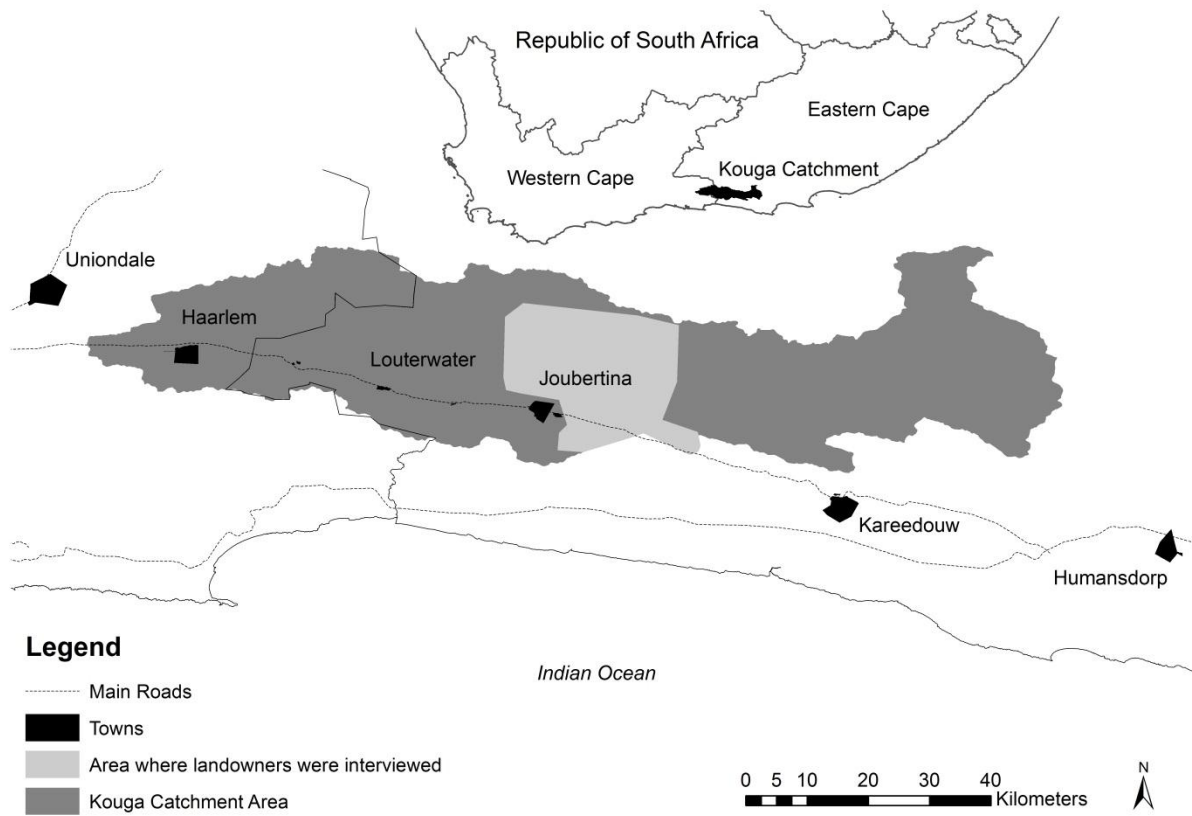 Republic of South Africa
Eastern Cape
Western Cape
Kouga Catchment
Uniondale
Haarlem
Louterwater
Joubertina
Kareedouw
Humansdorp
Indian Ocean
Legend
Main Roads
Towns
Area where landowners were interviewed
Kouga Catchment Area
0 5 10 20 30 40
Kilometers
N